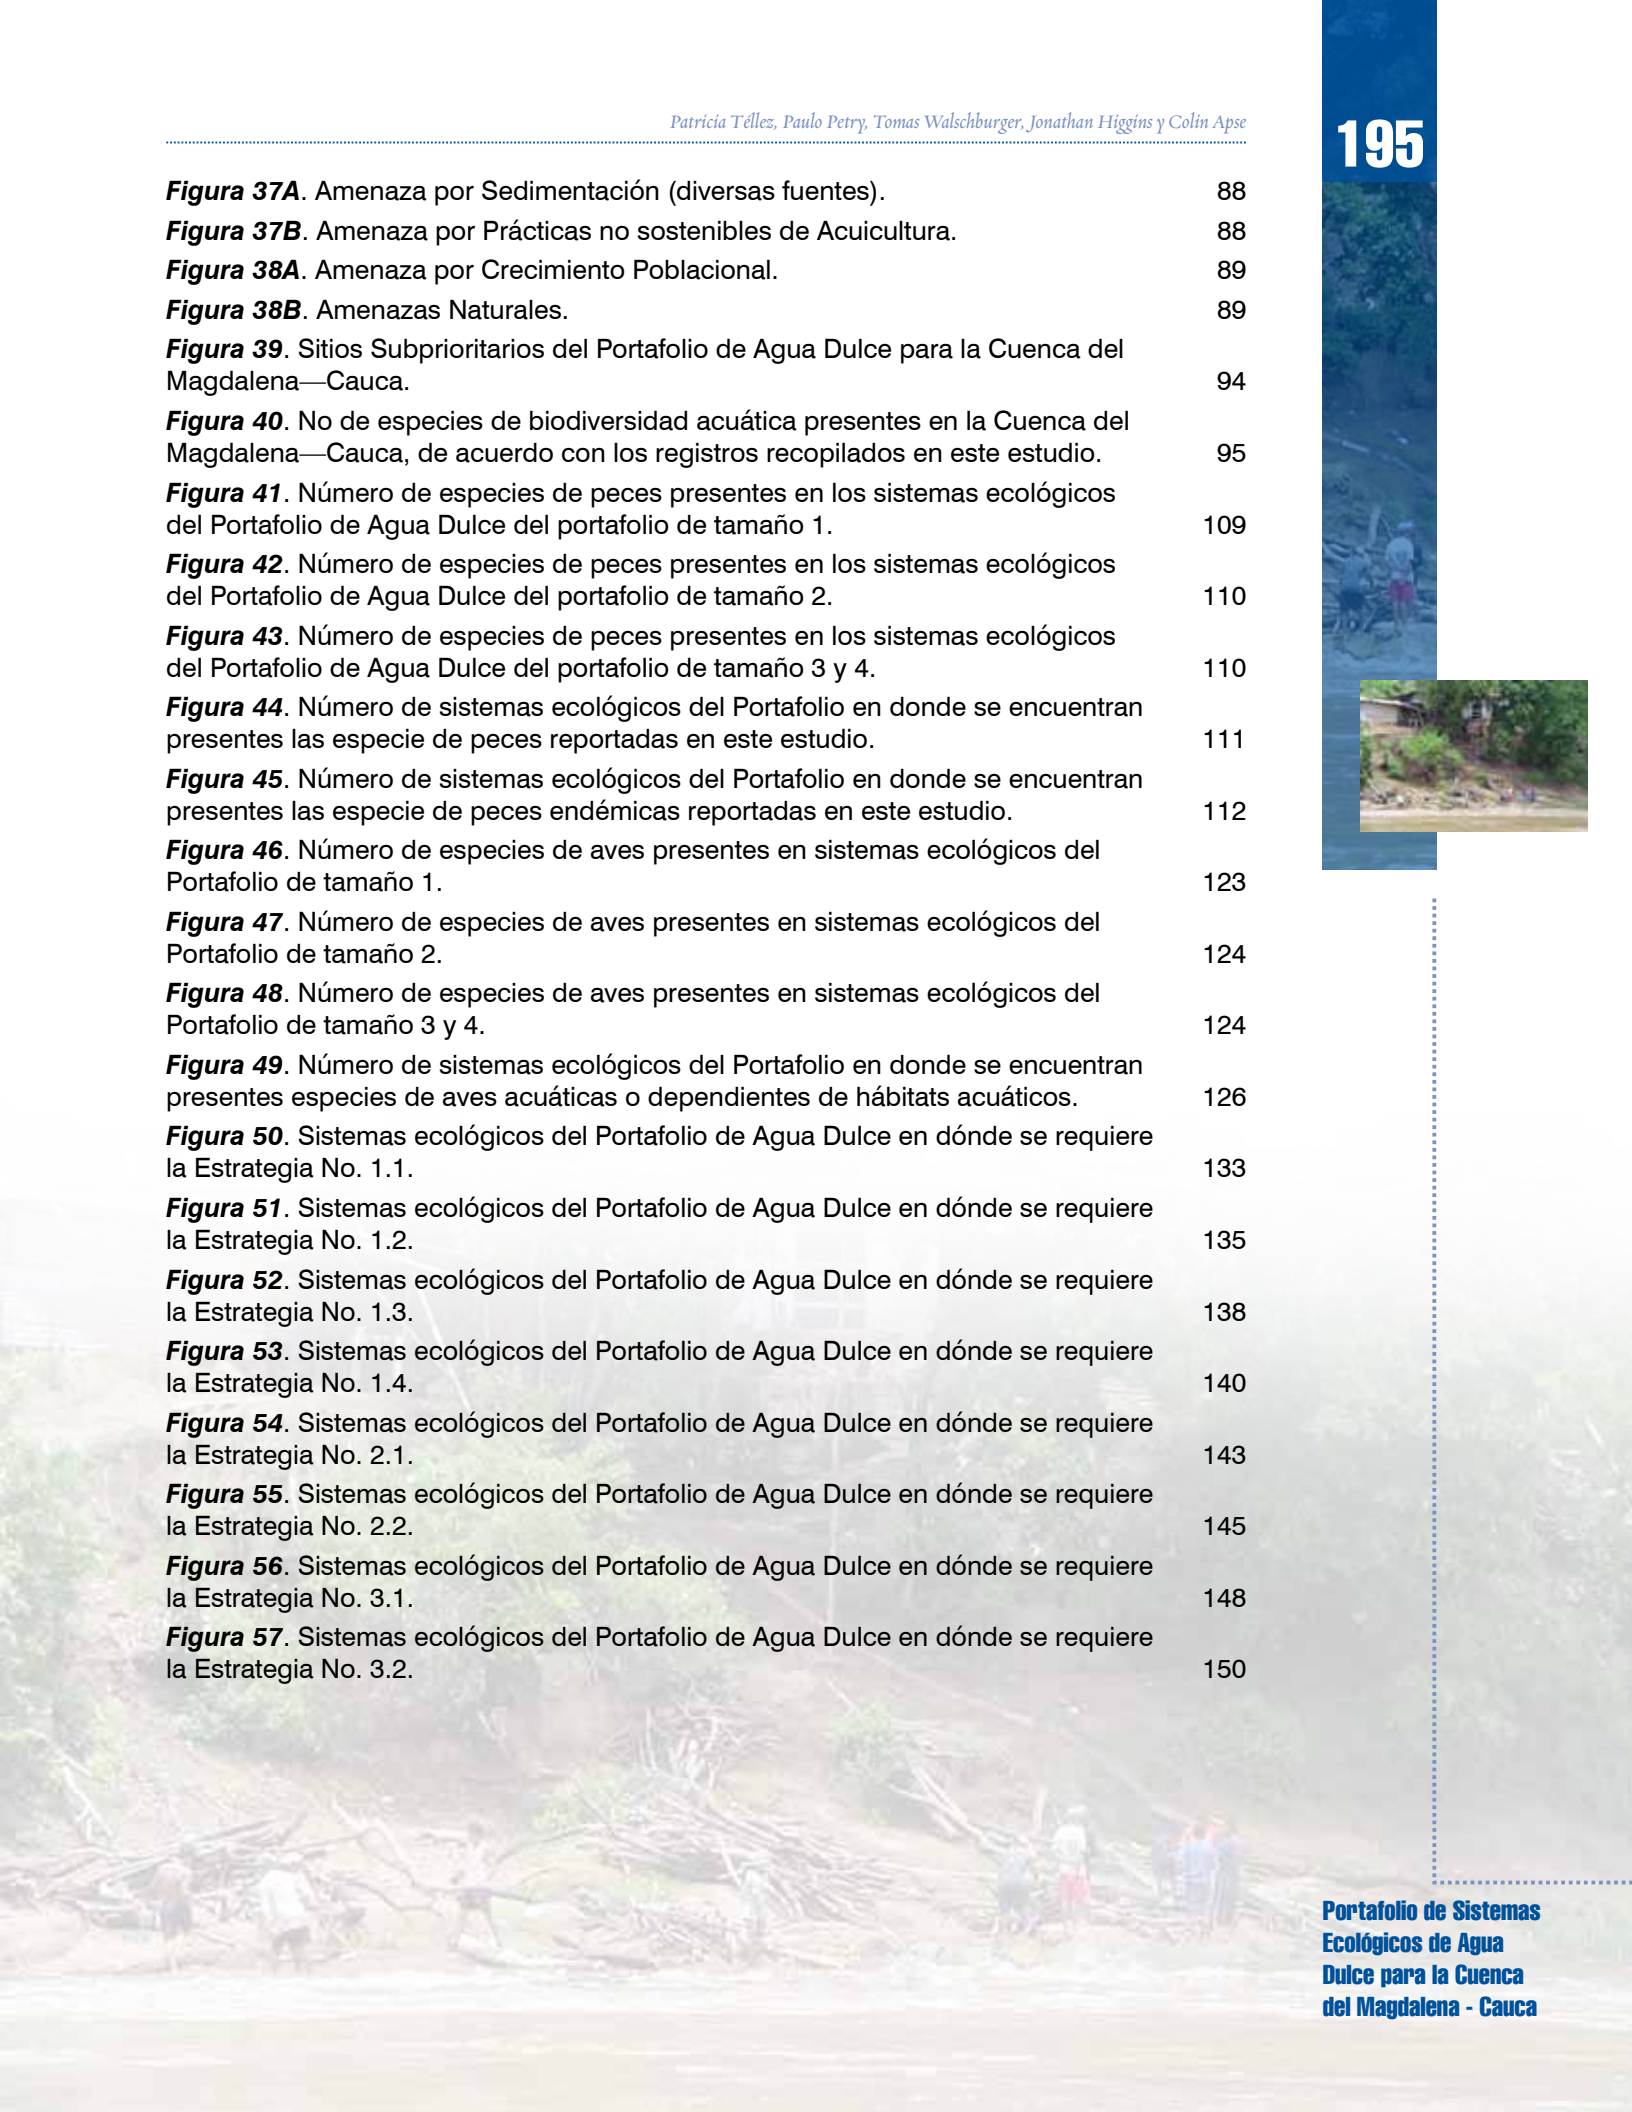 Patricia Téllez, Paulo Petry, Tomas Walschburger, Jonathan Higgins y Colin Apse
195
Figura 37A. Amenaza por Sedimentación (diversas fuentes). 88
Figura 37B. Amenaza por Prácticas no sostenibles de Acuicultura. 88
Figura 38A. Amenaza por Crecimiento Poblacional. 89
Figura 38B. Amenazas Naturales. 89
Figura 39. Sitios Subprioritarios del Portafolio de Agua Dulce para la Cuenca del
Magdalena—Cauca. 94
Figura 40. No de especies de biodiversidad acuática presentes en la Cuenca del
Magdalena—Cauca, de acuerdo con los registros recopilados en este estudio. 95
Figura 41. Número de especies de peces presentes en los sistemas ecológicos
del Portafolio de Agua Dulce del portafolio de tamaño 1. 109
Figura 42. Número de especies de peces presentes en los sistemas ecológicos
del Portafolio de Agua Dulce del portafolio de tamaño 2. 110
Figura 43. Número de especies de peces presentes en los sistemas ecológicos
del Portafolio de Agua Dulce del portafolio de tamaño 3 y 4. 110
Figura 44. Número de sistemas ecológicos del Portafolio en donde se encuentran
presentes las especie de peces reportadas en este estudio. 111
Figura 45. Número de sistemas ecológicos del Portafolio en donde se encuentran
presentes las especie de peces endémicas reportadas en este estudio. 112
Figura 46. Número de especies de aves presentes en sistemas ecológicos del
Portafolio de tamaño 1. 123
Figura 47. Número de especies de aves presentes en sistemas ecológicos del
Portafolio de tamaño 2. 124
Figura 48. Número de especies de aves presentes en sistemas ecológicos del
Portafolio de tamaño 3 y 4. 124
Figura 49. Número de sistemas ecológicos del Portafolio en donde se encuentran
presentes especies de aves acuáticas o dependientes de hábitats acuáticos. 126
Figura 50. Sistemas ecológicos del Portafolio de Agua Dulce en dónde se requiere
la Estrategia No. 1.1. 133
Figura 51. Sistemas ecológicos del Portafolio de Agua Dulce en dónde se requiere
la Estrategia No. 1.2. 135
Figura 52. Sistemas ecológicos del Portafolio de Agua Dulce en dónde se requiere
la Estrategia No. 1.3. 138
Figura 53. Sistemas ecológicos del Portafolio de Agua Dulce en dónde se requiere
la Estrategia No. 1.4. 140
Figura 54. Sistemas ecológicos del Portafolio de Agua Dulce en dónde se requiere
la Estrategia No. 2.1. 143
Figura 55. Sistemas ecológicos del Portafolio de Agua Dulce en dónde se requiere
la Estrategia No. 2.2. 145
Figura 56. Sistemas ecológicos del Portafolio de Agua Dulce en dónde se requiere
la Estrategia No. 3.1. 148
Figura 57. Sistemas ecológicos del Portafolio de Agua Dulce en dónde se requiere
la Estrategia No. 3.2. 150
Portafolio de Sistemas
Ecológicos de Agua
Dulce para la Cuenca
del Magdalena - Cauca